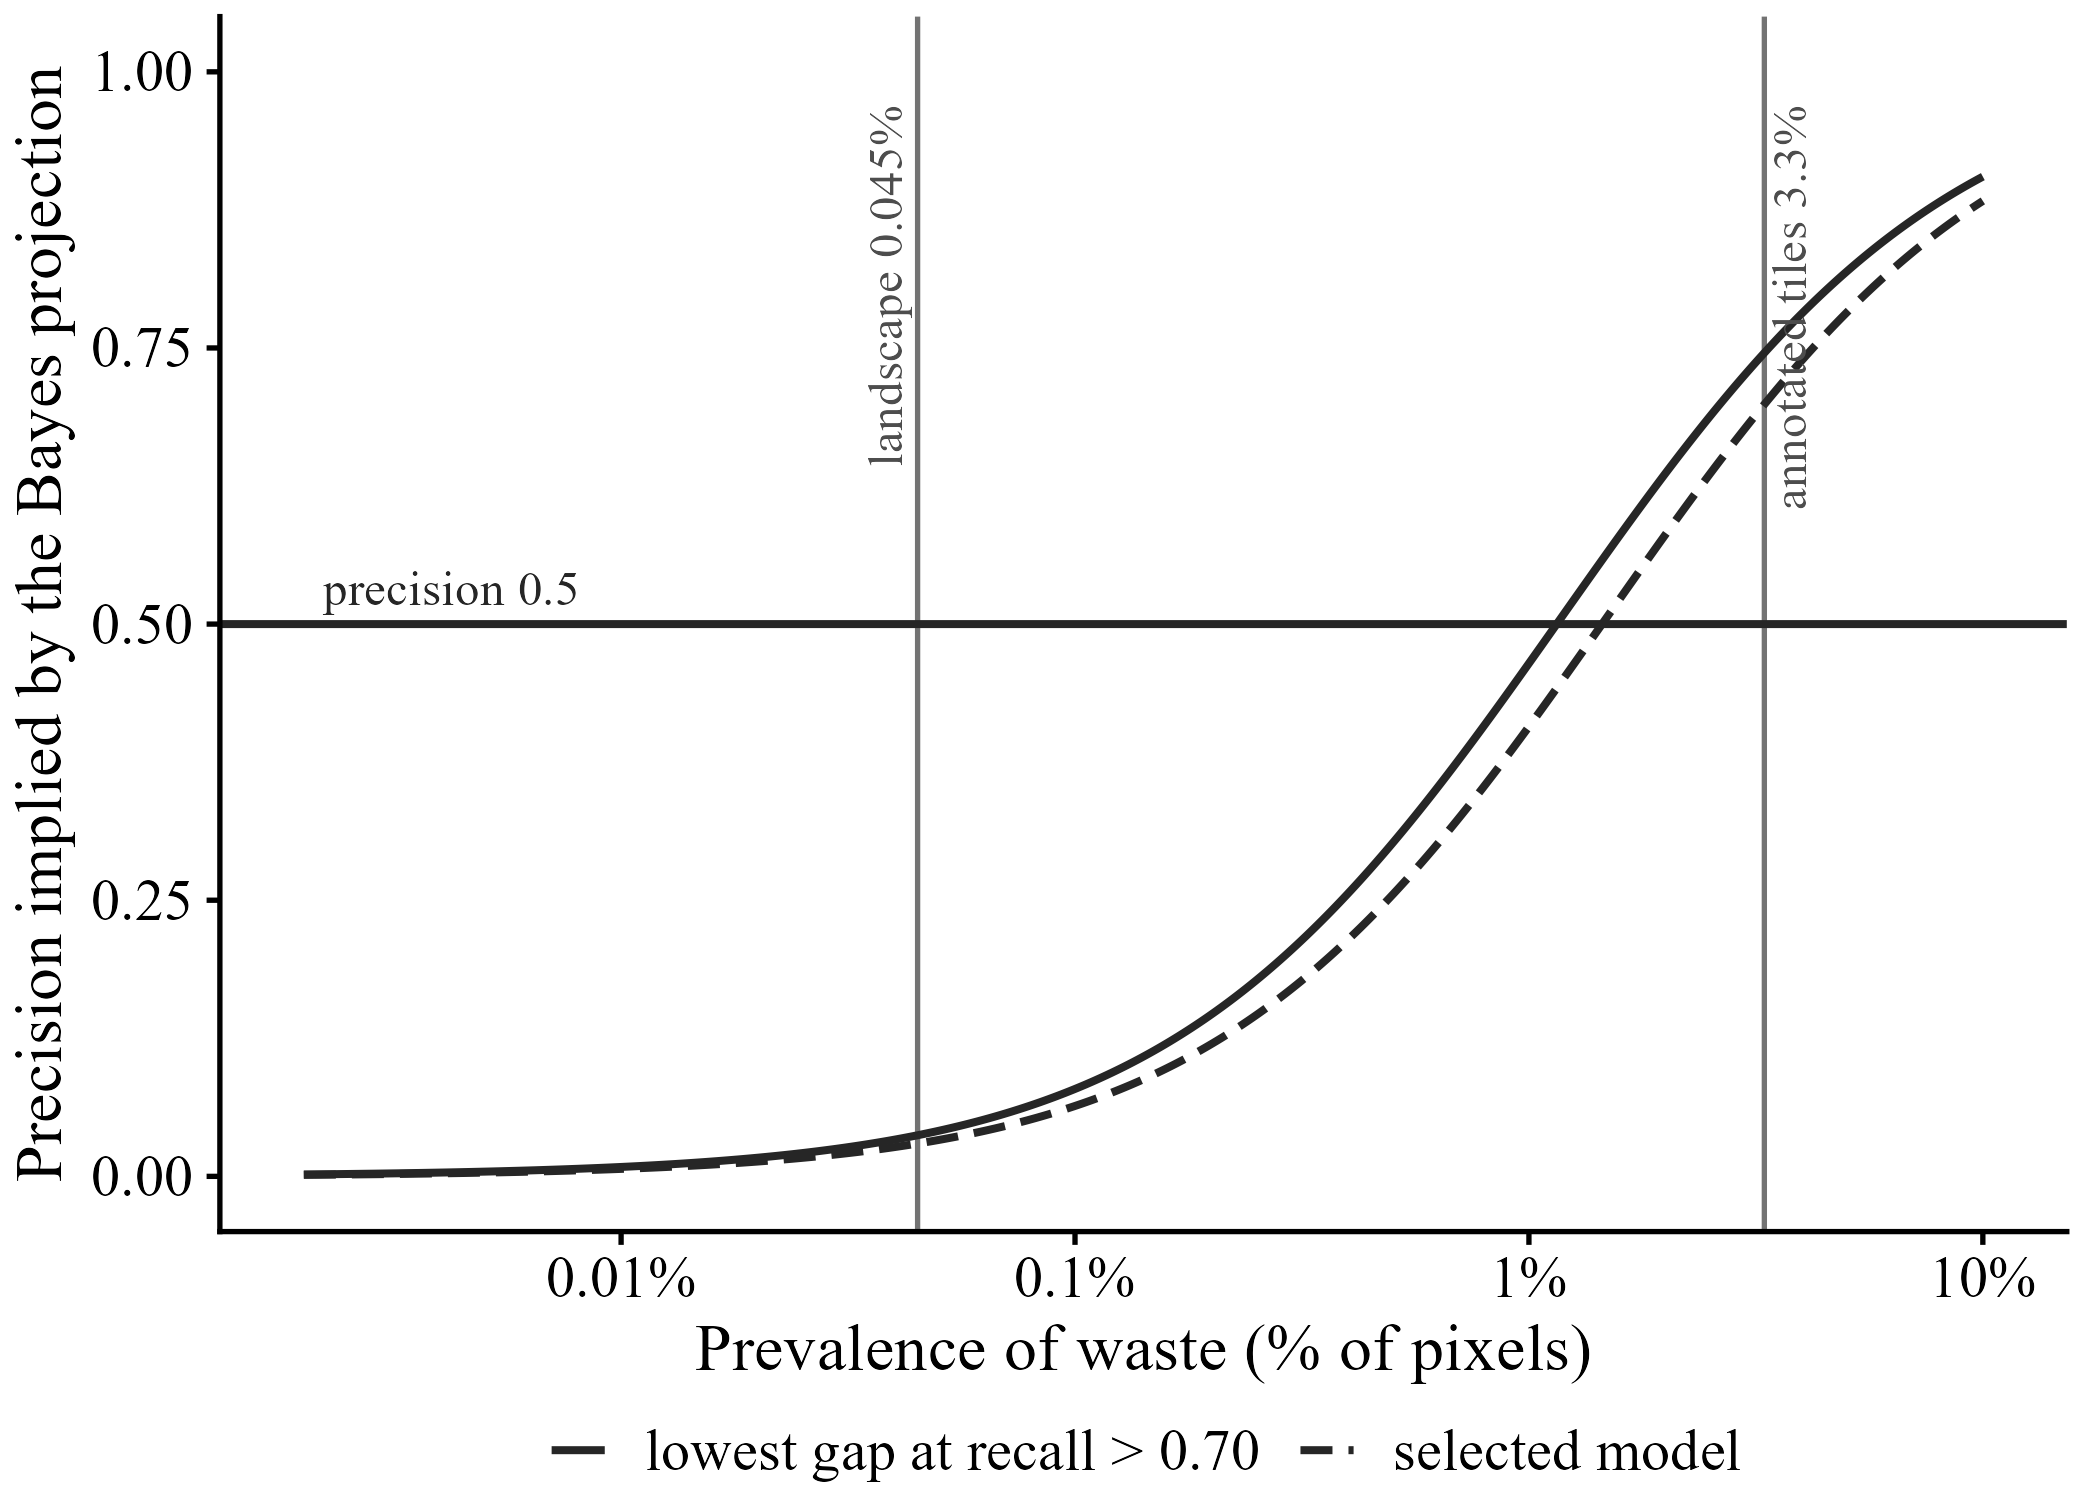 Precision implied by the Bayes projection
1.00
0.75
0.50
0.25
0.00
landscape 0.045%
annotated tiles 3.3%
precision 0.5
0.01%
0.1%
1%
10%
Prevalence of waste (% of pixels)
lowest gap at recall > 0.70
selected model